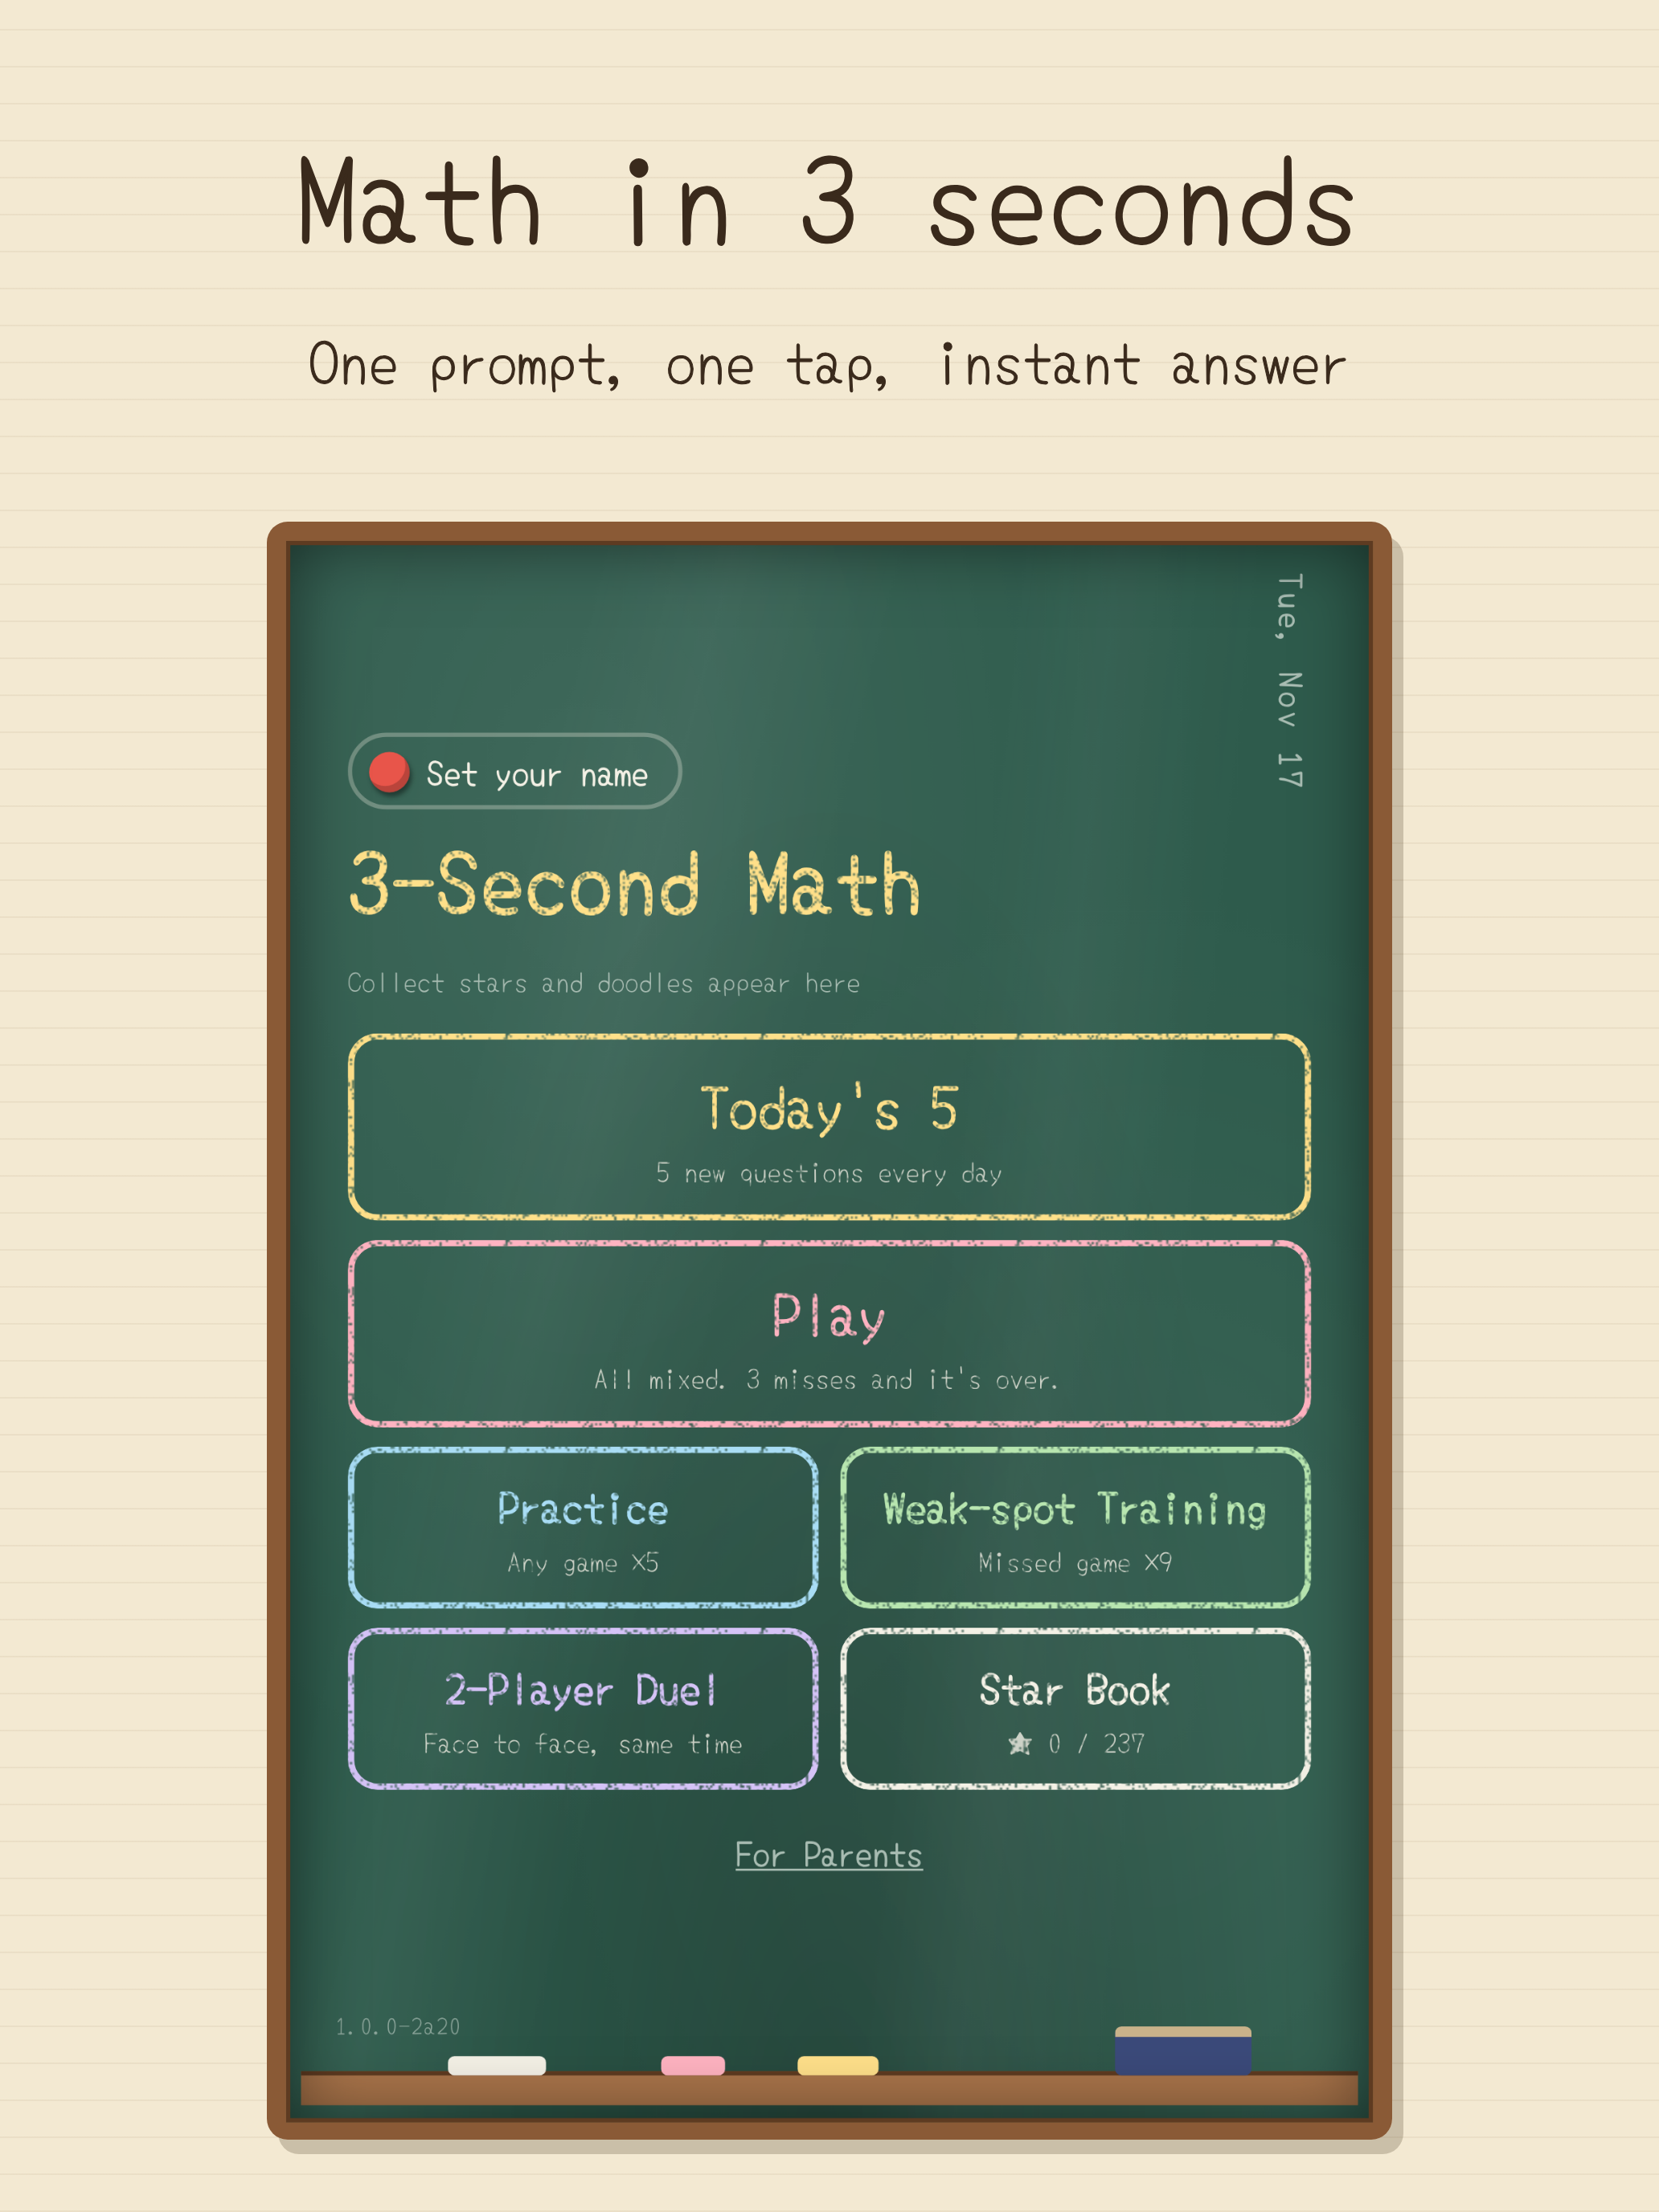 Math in 3 seconds
One prompt, one tap, instant answer
Tue, Nov 17
Set your name
3-Second Math
Collect stars and doodles appear here
Today's 5
5 new questions every day
Play
All mixed. 3 misses and it's over.
Practice
Any game ×5
Weak-spot Training
Missed game ×9
2-Player Duel
Face to face, same time
Star Book
★ 0 / 237
For Parents
1.0.0-2a20